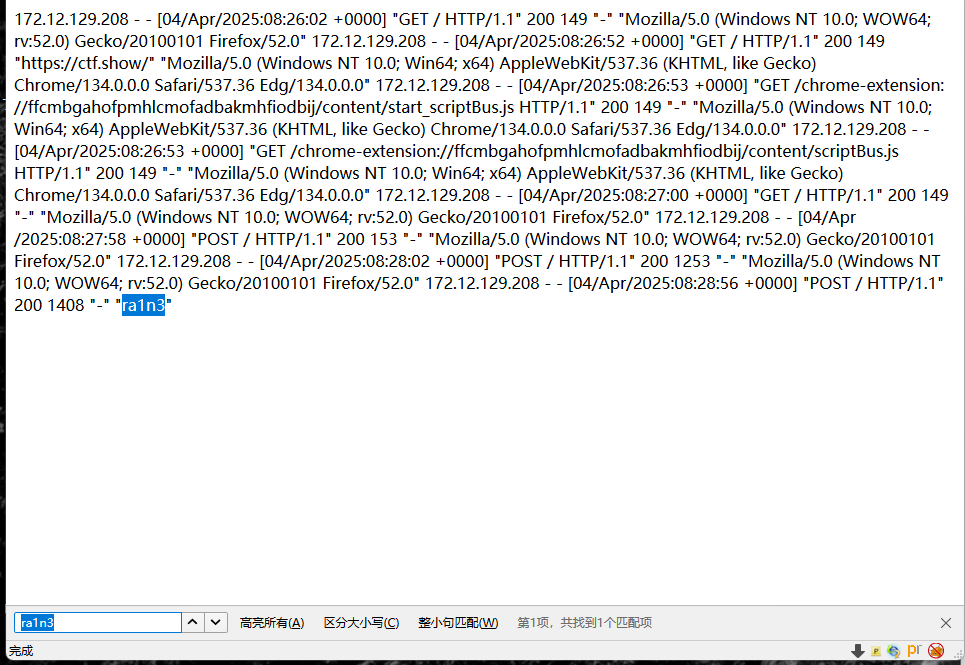 172.12.129.208 - - [04/Apr/2025:08:26:02 +0000] "GET / HTTP/1.1" 200 149 "-" "Mozilla/5.0 (Windows NT 10.0; WOW64;
rv:52.0) Gecko/20100101 Firefox/52.0" 172.12.129.208 - - [04/Apr/2025:08:26:52 +0000] "GET / HTTP/1.1" 200 149
"https://ctf.show/" "Mozilla/5.0 (Windows NT 10.0; Win64; x64) AppleWebKit/537.36 (KHTML, like Gecko)
Chrome/134.0.0.0 Safari/537.36 Edg/134.0.0.0" 172.12.129.208 - - [04/Apr/2025:08:26:53 +0000] "GET /chrome-extension:
//ffcmbgahofpmhlcmofadbakmhfiodbij/content/start_scriptBus.js HTTP/1.1" 200 149 "-" "Mozilla/5.0 (Windows NT 10.0;
Win64; x64) AppleWebKit/537.36 (KHTML, like Gecko) Chrome/134.0.0.0 Safari/537.36 Edg/134.0.0.0" 172.12.129.208 - -
[04/Apr/2025:08:26:53 +0000] "GET /chrome-extension://ffcmbgahofpmhlcmofadbakmhfiodbij/content/scriptBus.js
HTTP/1.1" 200 149 "-" "Mozilla/5.0 (Windows NT 10.0; Win64; x64) AppleWebKit/537.36 (KHTML, like Gecko)
Chrome/134.0.0.0 Safari/537.36 Edg/134.0.0.0" 172.12.129.208 - - [04/Apr/2025:08:27:00 +0000] "GET / HTTP/1.1" 200 149
"-" "Mozilla/5.0 (Windows NT 10.0; WOW64; rv:52.0) Gecko/20100101 Firefox/52.0" 172.12.129.208 - - [04/Apr
/2025:08:27:58 +0000] "POST / HTTP/1.1" 200 153 "-" "Mozilla/5.0 (Windows NT 10.0; WOW64; rv:52.0) Gecko/20100101
Firefox/52.0" 172.12.129.208 - - [04/Apr/2025:08:28:02 +0000] "POST / HTTP/1.1" 200 1253 "-" "Mozilla/5.0 (Windows NT
10.0; WOW64; rv:52.0) Gecko/20100101 Firefox/52.0" 172.12.129.208 - - [04/Apr/2025:08:28:56 +0000] "POST / HTTP/1.1"
200 1408 "-" "ra1n3"
ra1n3 高亮所有(A) 区分大小写(C) 整小句匹配(W) 第1项，共找到1个匹配项
完成 P pr